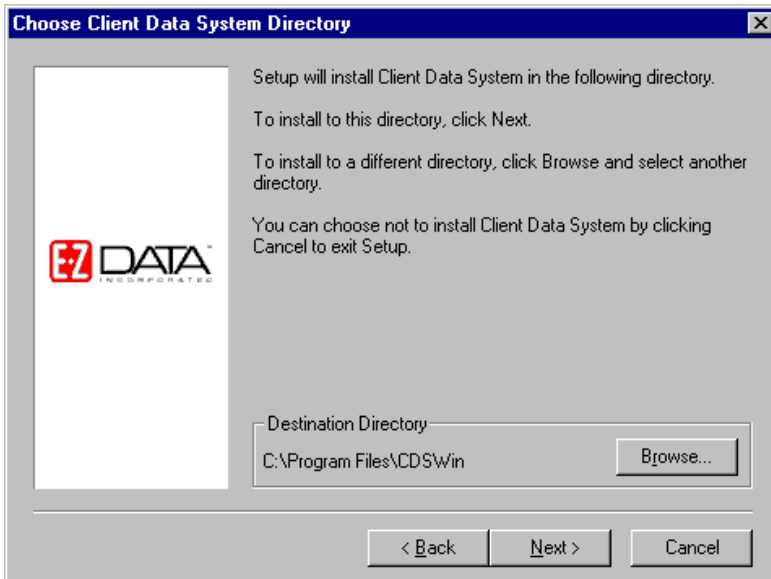 Choose Client Data System Directory
Setup will install Client Data System in the following directory.
To install to this directory, click Next.
To install to a different directory, click Browse and select another
directory.
You can choose not to install Client Data System by clicking
Cancel to exit Setup.
E-Z DATA™
INCORPORATED
Destination Directory
C:\Program Files\CDSWin
Browse...
< Back
Next >
Cancel